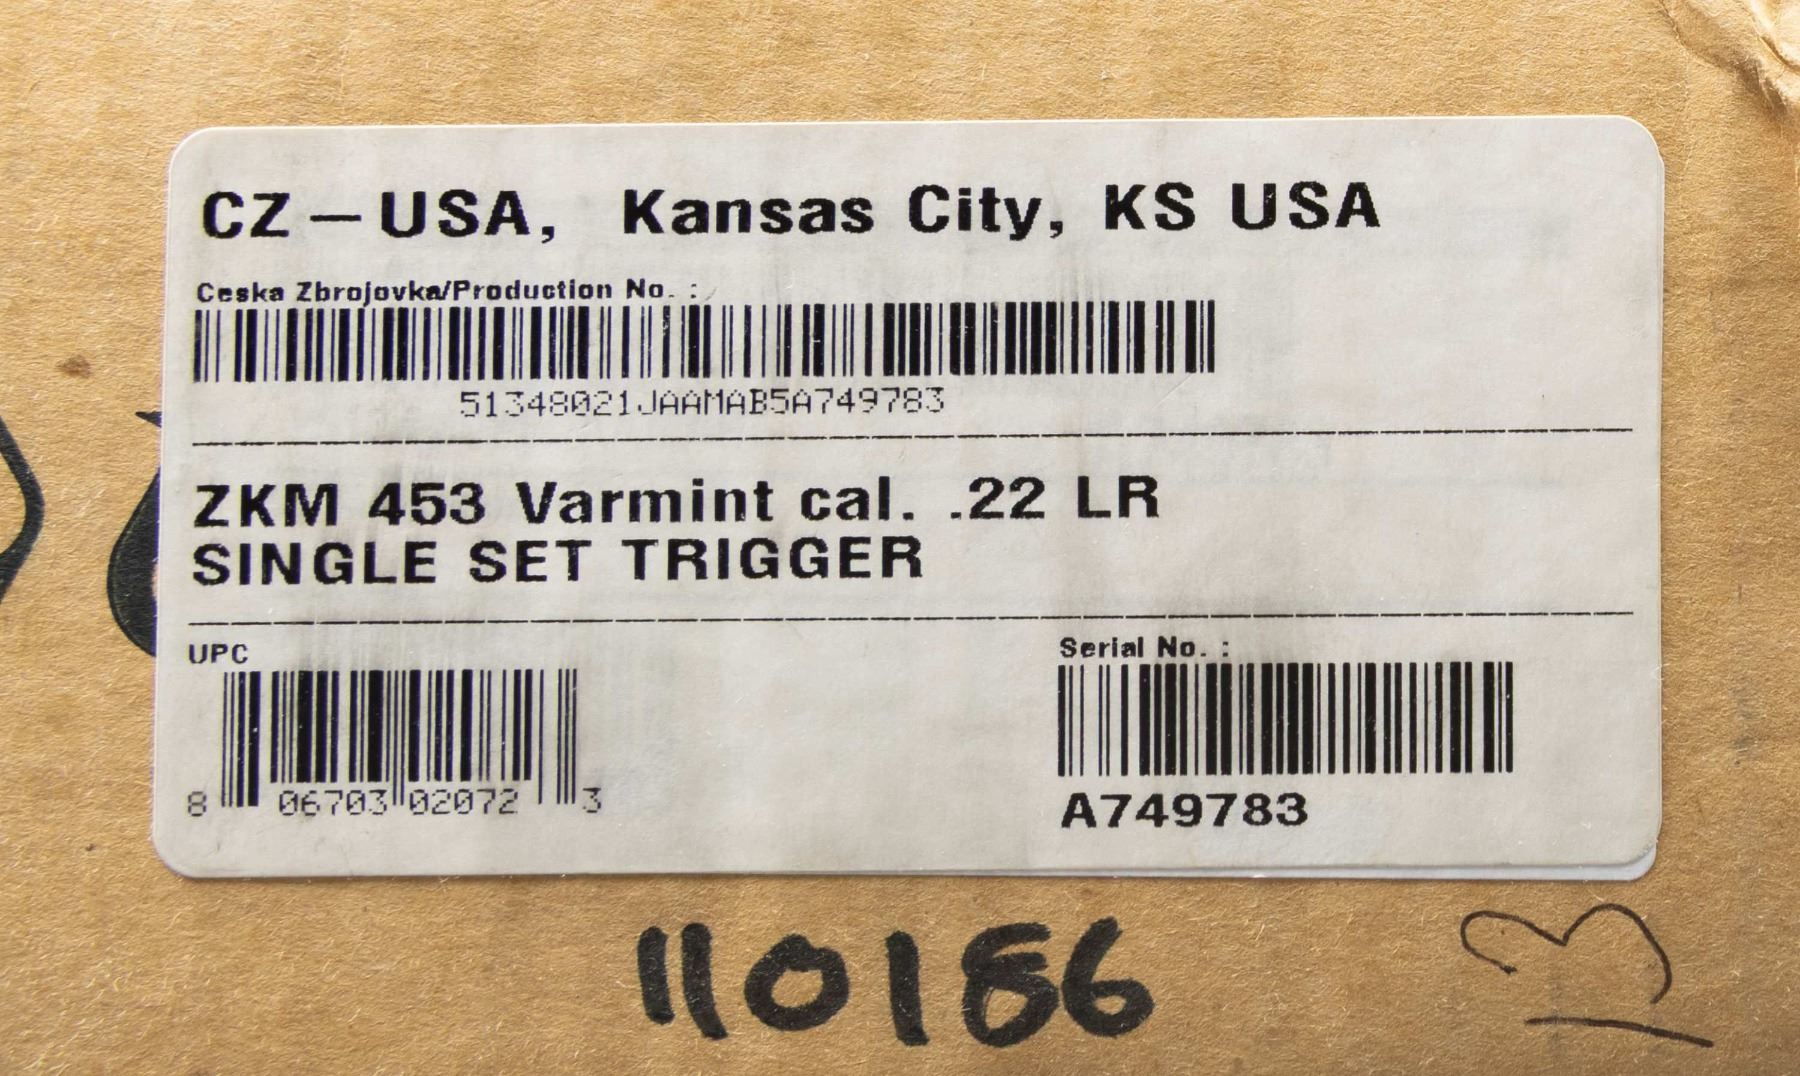 CZ – USA, Kansas City, KS USA
Ceska Zbrojovka/Production No. :
51348021JAAMAB5A749783
ZKM 453 Varmint cal. .22 LR
SINGLE SET TRIGGER
UPC
Serial No. :
8 06703 02072 3
A749783